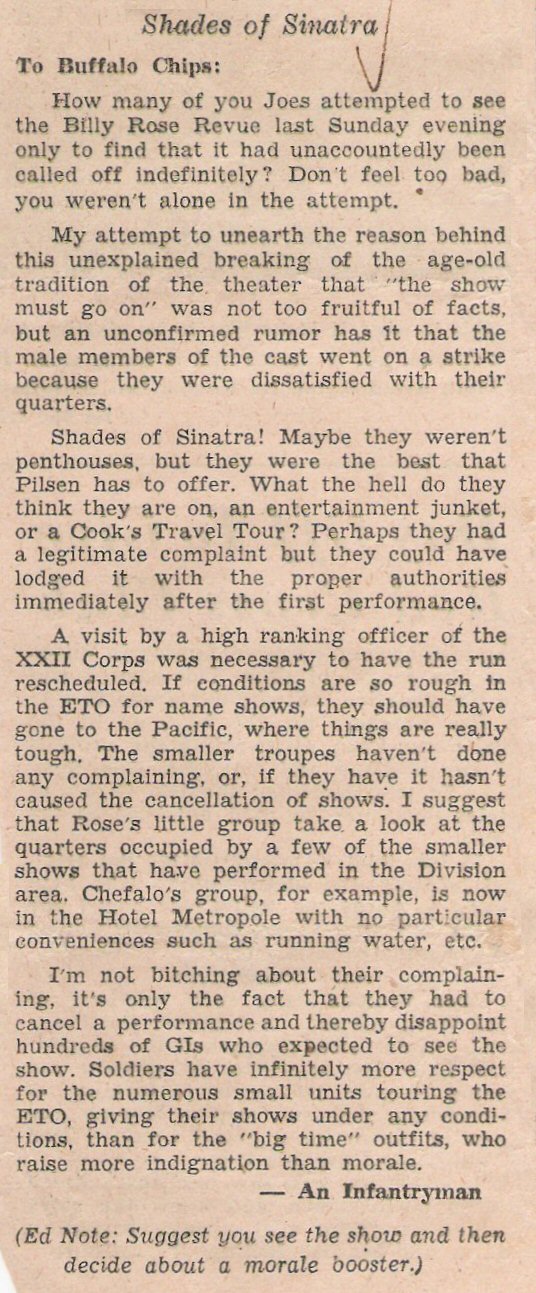 Shades of Sinatra
To Buffalo Chips:
How many of you Joes attempted to see
the Billy Rose Revue last Sunday evening
only to find that it had unaccountedly been
called off indefinitely? Don't feel too bad,
you weren't alone in the attempt.
My attempt to unearth the reason behind
this unexplained breaking of the age-old
tradition of the theater that "the show
must go on" was not too fruitful of facts,
but an unconfirmed rumor has it that the
male members of the cast went on a strike
because they were dissatisfied with their
quarters.
Shades of Sinatra! Maybe they weren't
penthouses, but they were the best that
Pilsen has to offer. What the hell do they
think they are on, an entertainment junket,
or a Cook's Travel Tour? Perhaps they had
a legitimate complaint but they could have
lodged it with the proper authorities
immediately after the first performance.
A visit by a high ranking officer of the
XXII Corps was necessary to have the run
rescheduled. If conditions are so rough in
the ETO for name shows, they should have
gone to the Pacific, where things are really
tough. The smaller troupes haven't done
any complaining, or, if they have it hasn't
caused the cancellation of shows. I suggest
that Rose's little group take a look at the
quarters occupied by a few of the smaller
shows that have performed in the Division
area. Chefalo's group, for example, is now
in the Hotel Metropole with no particular
conveniences such as running water, etc.
I'm not bitching about their complain-
ing, it's only the fact that they had to
cancel a performance and thereby disappoint
hundreds of GIs who expected to see the
show. Soldiers have infinitely more respect
for the numerous small units touring the
ETO, giving their shows under any condi-
tions, than for the "big time" outfits, who
raise more indignation than morale.
— An Infantryman
(Ed Note: Suggest you see the show and then
decide about a morale booster.)